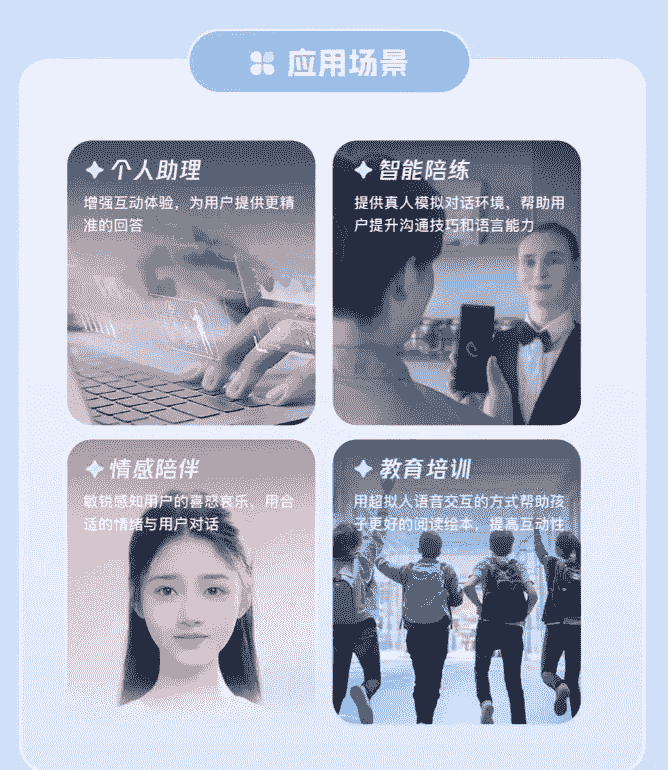 应用场景
个人助理
增强互动体验，为用户提供更精
准的回答
智能陪练
提供真人模拟对话环境，帮助用
户提升沟通技巧和语言能力
情感陪伴
敏锐感知用户的喜怒哀乐，用合
适的情绪与用户对话
教育培训
用超拟人语音交互的方式帮助孩
子更好的阅读绘本，提高互动性